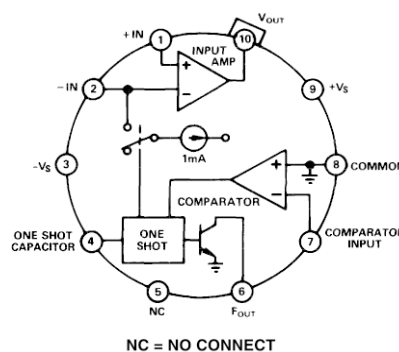 + IN
VOUT
1
10
INPUT
AMP
+
−
− IN
2
9
+VS
1mA
−VS
3
8
COMMON
+
−
COMPARATOR
ONE SHOT
CAPACITOR
4
ONE
SHOT
7
COMPARATOR
INPUT
5
6
NC
FOUT
NC = NO CONNECT